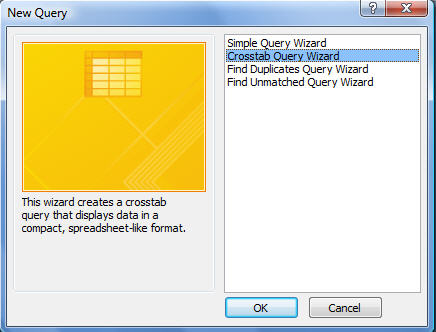 New Query
?
Simple Query Wizard
Crosstab Query Wizard
Find Duplicates Query Wizard
Find Unmatched Query Wizard
This wizard creates a crosstab
query that displays data in a
compact, spreadsheet-like format.
OK
Cancel